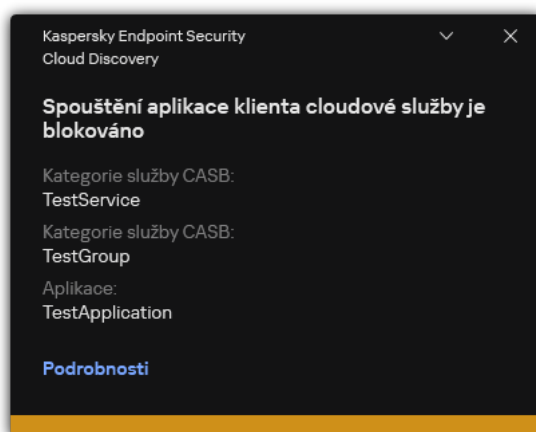 Kaspersky Endpoint Security
Cloud Discovery
Spouštění aplikace klienta cloudové služby je
blokováno
Kategorie služby CASB:
TestService
Kategorie služby CASB:
TestGroup
Aplikace:
TestApplication
Podrobnosti